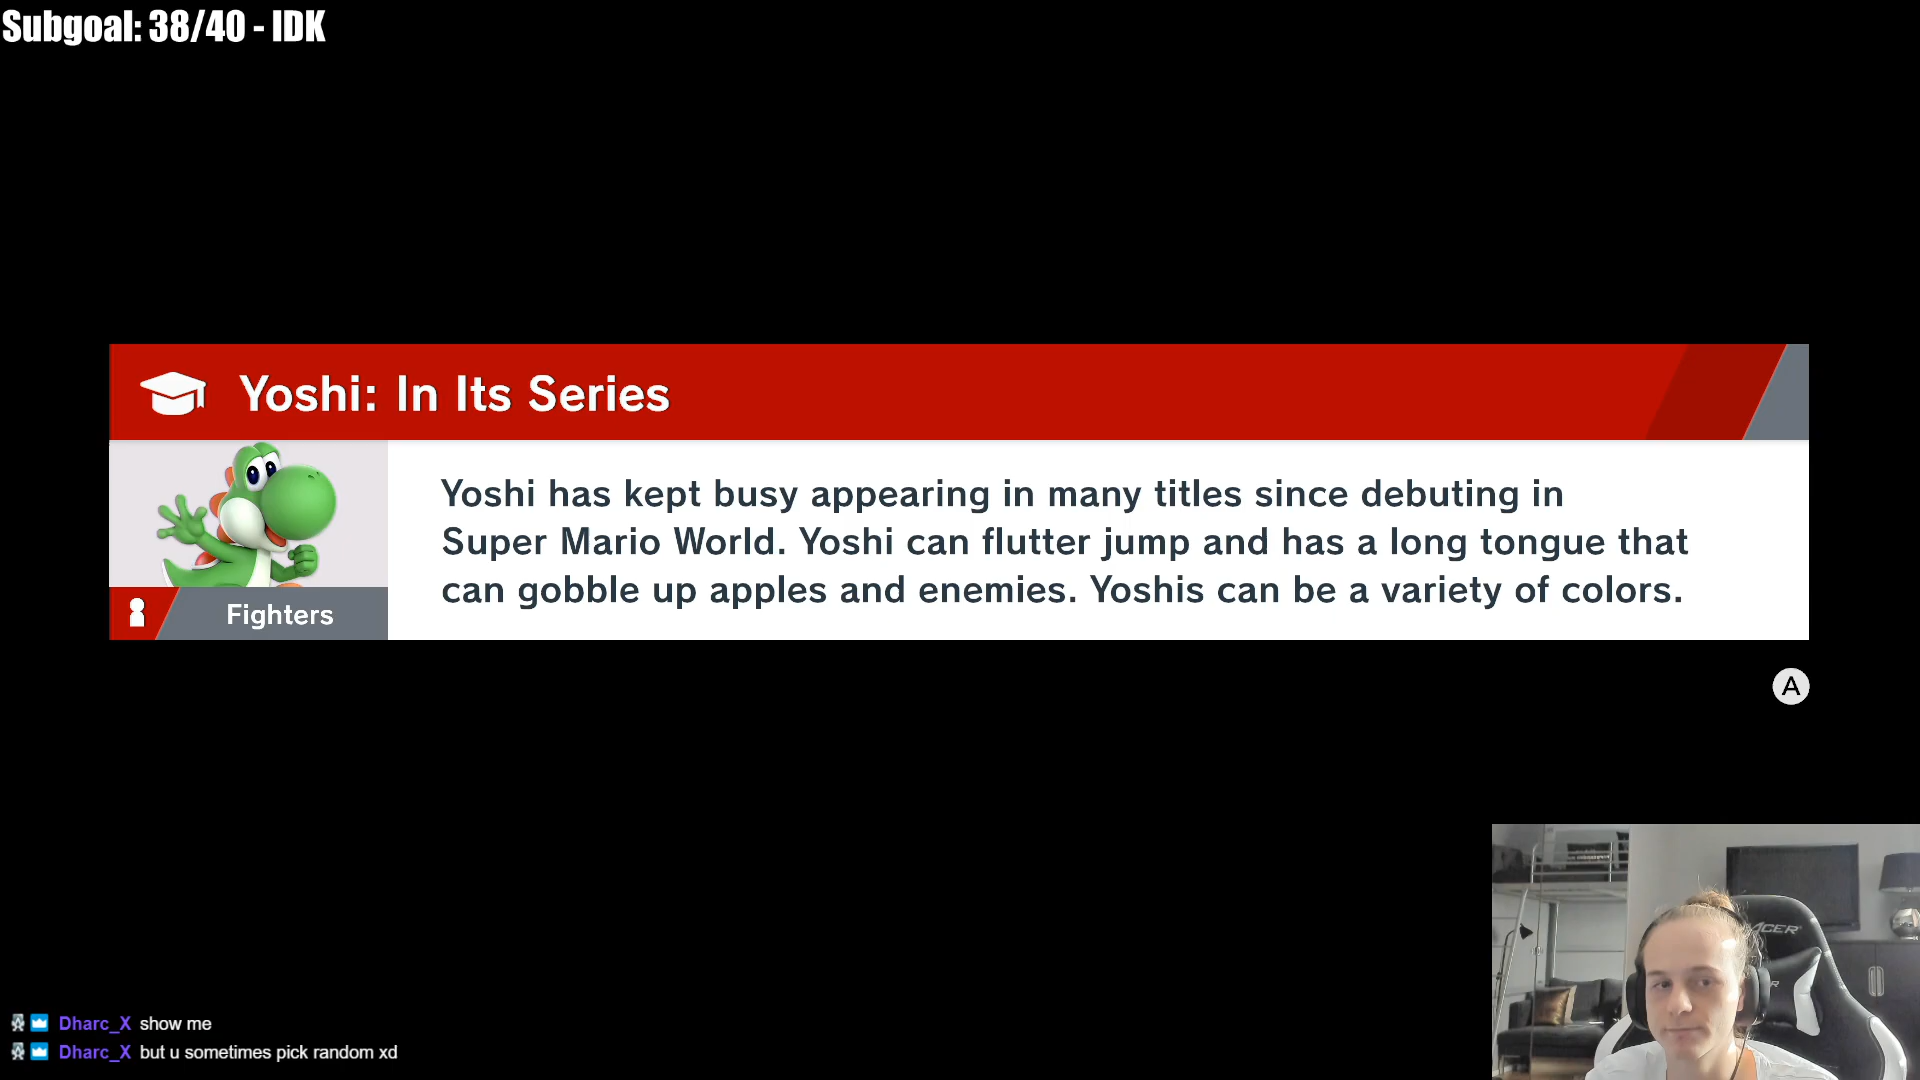 Subgoal: 38/40 - IDK
Yoshi: In Its Series
Yoshi has kept busy appearing in many titles since debuting in
Super Mario World. Yoshi can flutter jump and has a long tongue that
can gobble up apples and enemies. Yoshis can be a variety of colors.
Fighters
A
Dharc_X show me
Dharc_X but u sometimes pick random xd